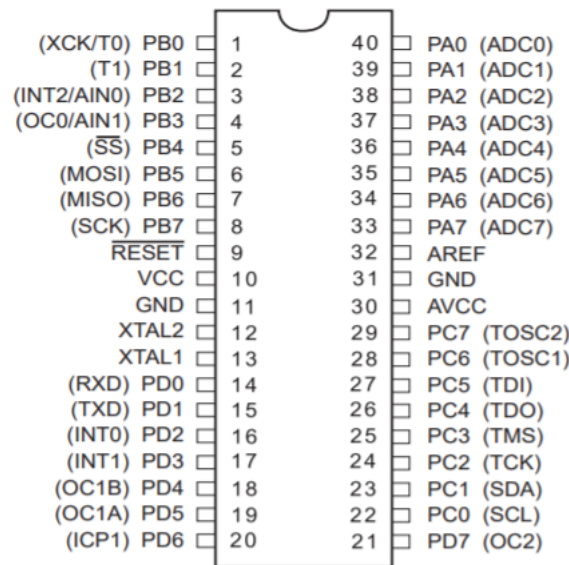 (XCK/T0) PB0 1 40 PA0 (ADC0)
(T1) PB1 2 39 PA1 (ADC1)
(INT2/AIN0) PB2 3 38 PA2 (ADC2)
(OC0/AIN1) PB3 4 37 PA3 (ADC3)
(S̅S̅) PB4 5 36 PA4 (ADC4)
(MOSI) PB5 6 35 PA5 (ADC5)
(MISO) PB6 7 34 PA6 (ADC6)
(SCK) PB7 8 33 PA7 (ADC7)
R̅E̅S̅E̅T̅ 9 32 AREF
VCC 10 31 GND
GND 11 30 AVCC
XTAL2 12 29 PC7 (TOSC2)
XTAL1 13 28 PC6 (TOSC1)
(RXD) PD0 14 27 PC5 (TDI)
(TXD) PD1 15 26 PC4 (TDO)
(INT0) PD2 16 25 PC3 (TMS)
(INT1) PD3 17 24 PC2 (TCK)
(OC1B) PD4 18 23 PC1 (SDA)
(OC1A) PD5 19 22 PC0 (SCL)
(ICP1) PD6 20 21 PD7 (OC2)